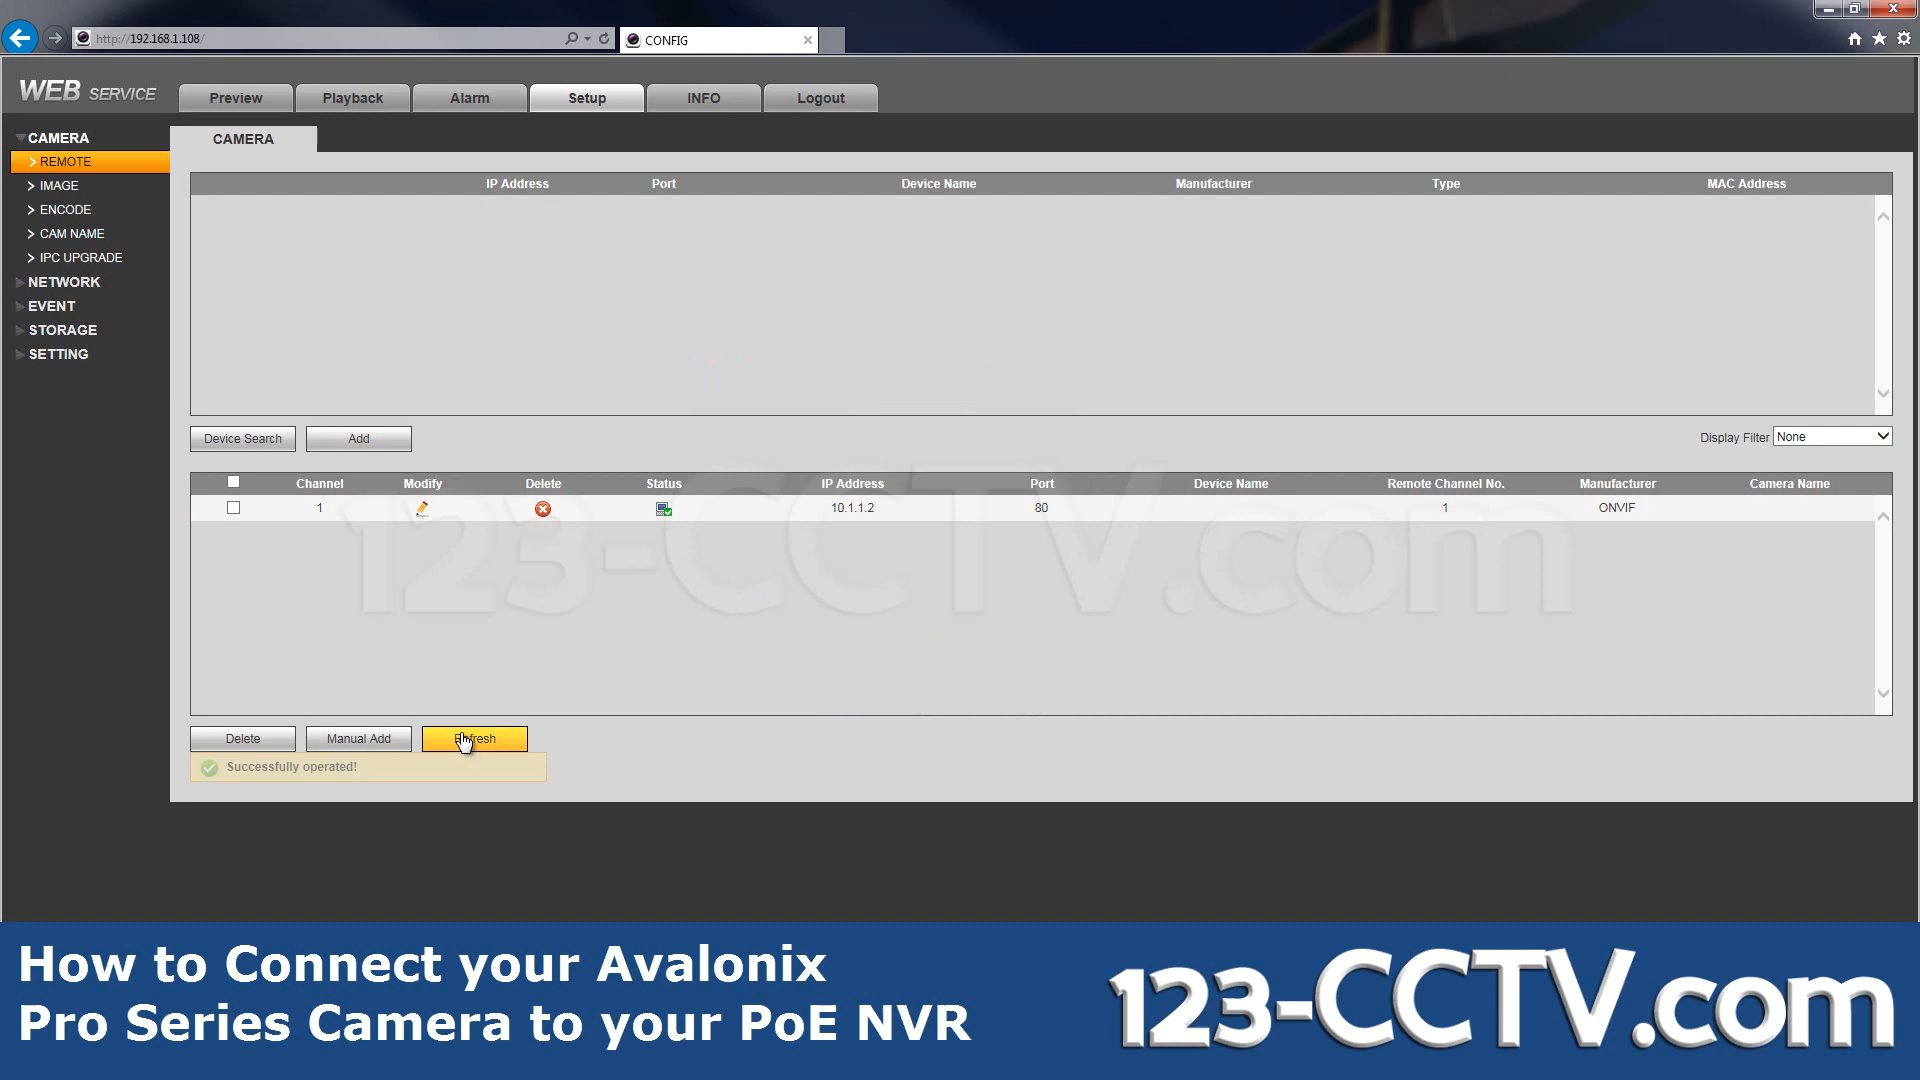 http://192.168.1.108/
CONFIG
WEB SERVICE
Preview
Playback
Alarm
Setup
INFO
Logout
CAMERA
REMOTE
IMAGE
ENCODE
CAM NAME
IPC UPGRADE
NETWORK
EVENT
STORAGE
SETTING
CAMERA
IP Address Port Device Name Manufacturer Type MAC Address
Device Search Add Display Filter None
Channel Modify Delete Status IP Address Port Device Name Remote Channel No. Manufacturer Camera Name
1 10.1.1.2 80 1 ONVIF
123-CCTV.com
Delete Manual Add Refresh
Successfully operated!
How to Connect your Avalonix
Pro Series Camera to your PoE NVR
123-CCTV.com